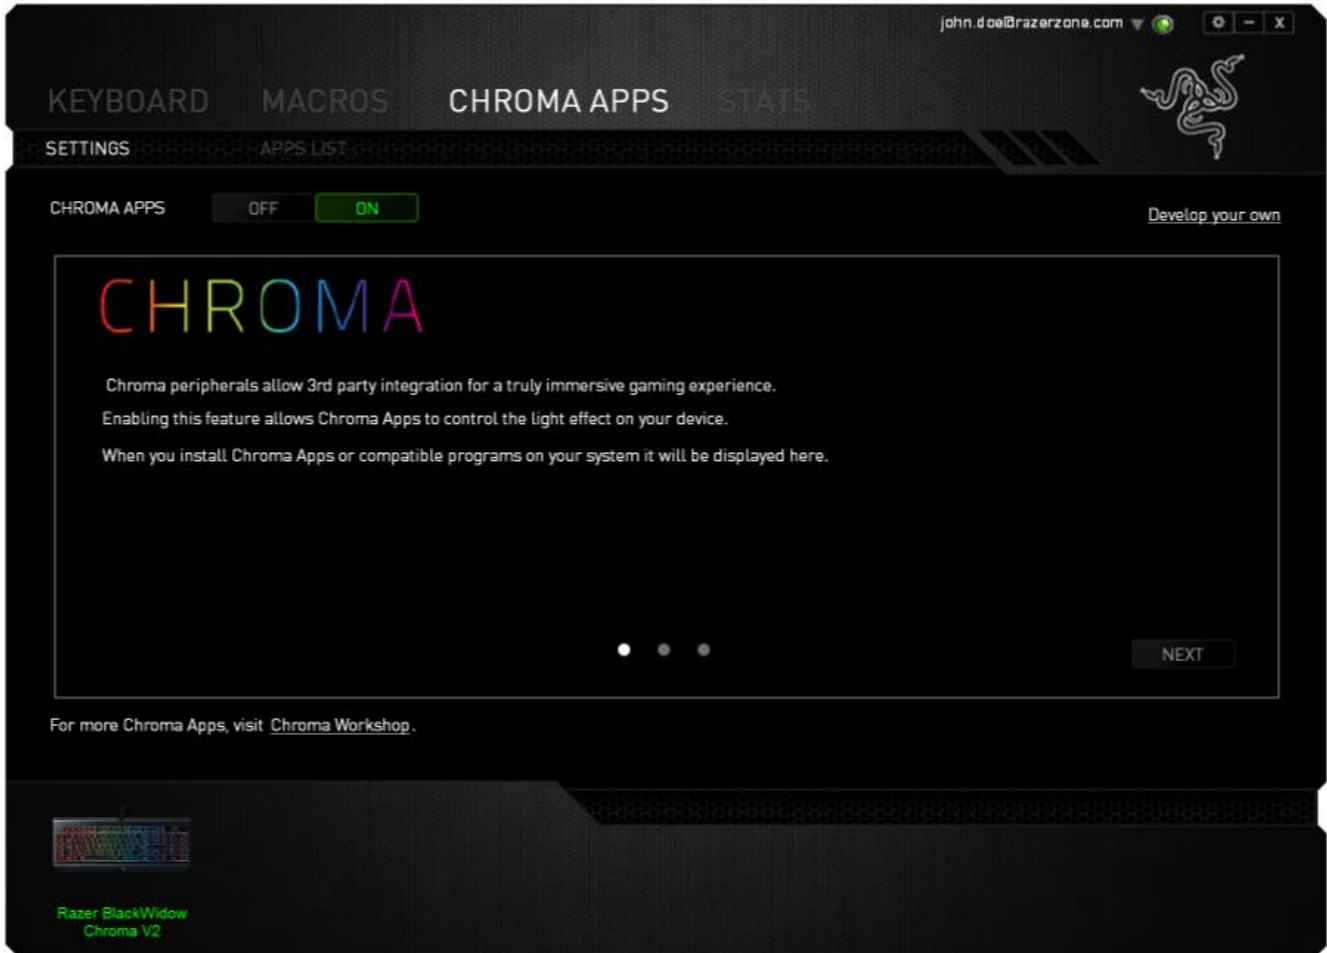 john.doe@razerzone.com
X
KEYBOARD MACROS CHROMA APPS STATS
SETTINGS APPS LIST
CHROMA APPS OFF ON
Develop your own
CHROMA
Chroma peripherals allow 3rd party integration for a truly immersive gaming experience.
Enabling this feature allows Chroma Apps to control the light effect on your device.
When you install Chroma Apps or compatible programs on your system it will be displayed here.
NEXT
For more Chroma Apps, visit Chroma Workshop.
Razer BlackWidow
Chroma V2